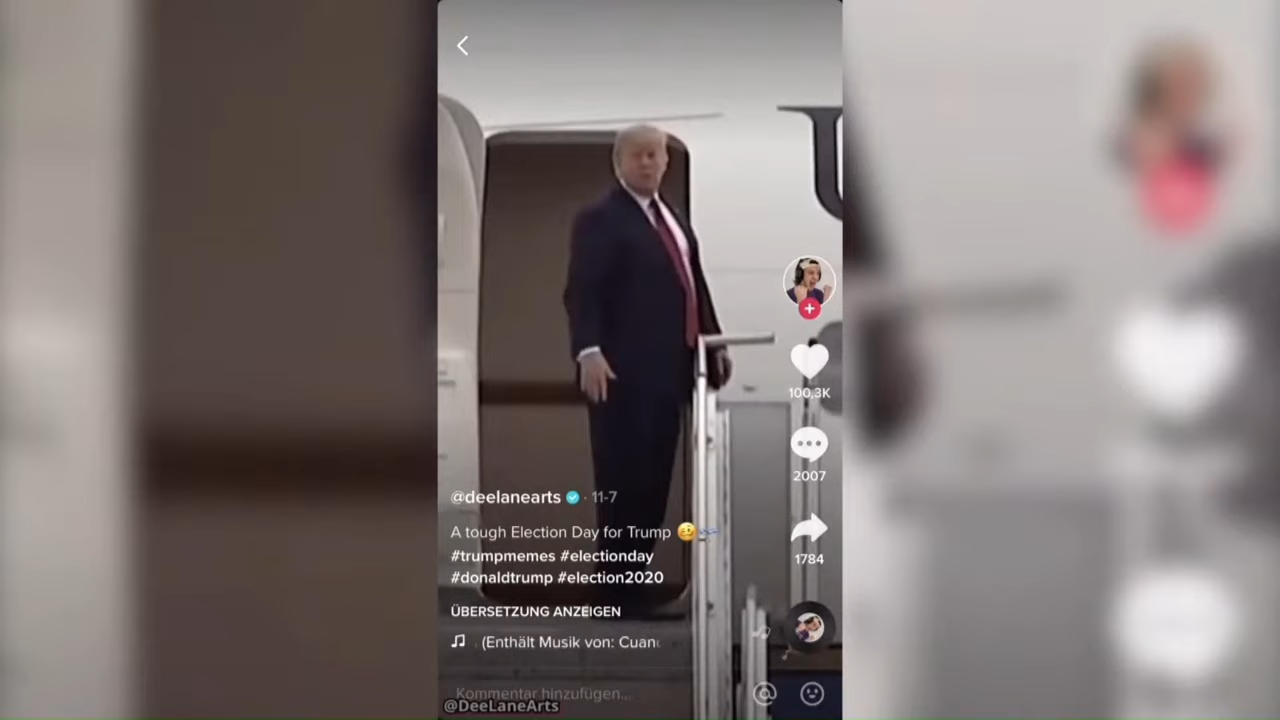 U
100,3K
2007
1784
@deelanearts · 11-7
A tough Election Day for Trump
#trumpmemes #electionday
#donaldtrump #election2020
ÜBERSETZUNG ANZEIGEN
(Enthält Musik von: Cuan
Kommentar hinzufügen...
@DeeLaneArts